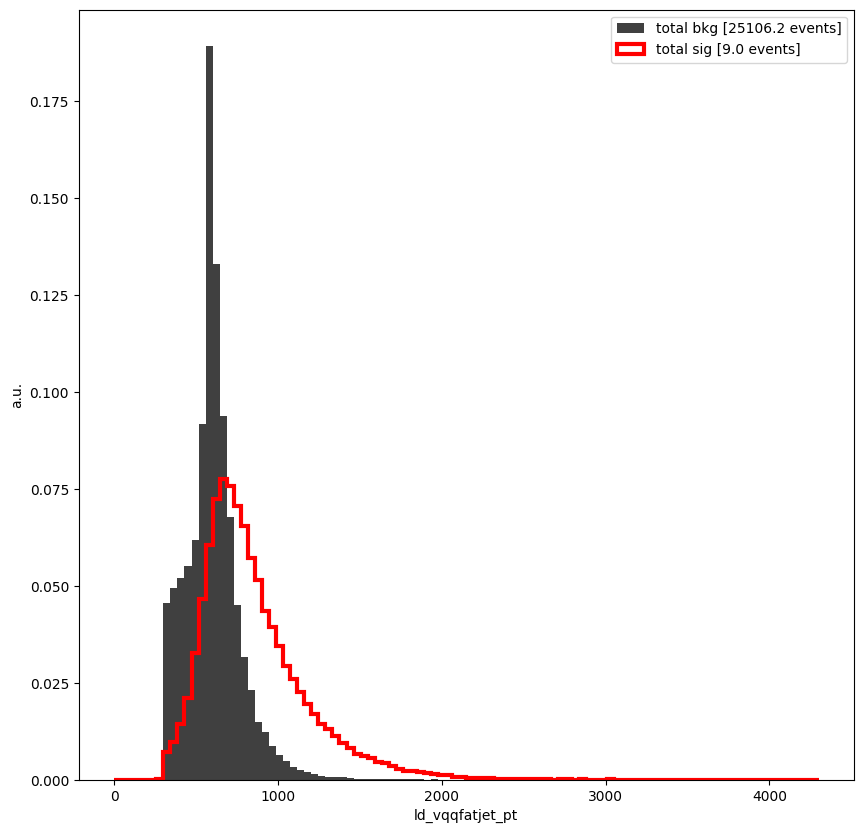 total bkg [25106.2 events]
total sig [9.0 events]
0.175
0.150
0.125
0.100
0.075
0.050
0.025
0.000
a.u.
0 1000 2000 3000 4000
ld_vqqfatjet_pt